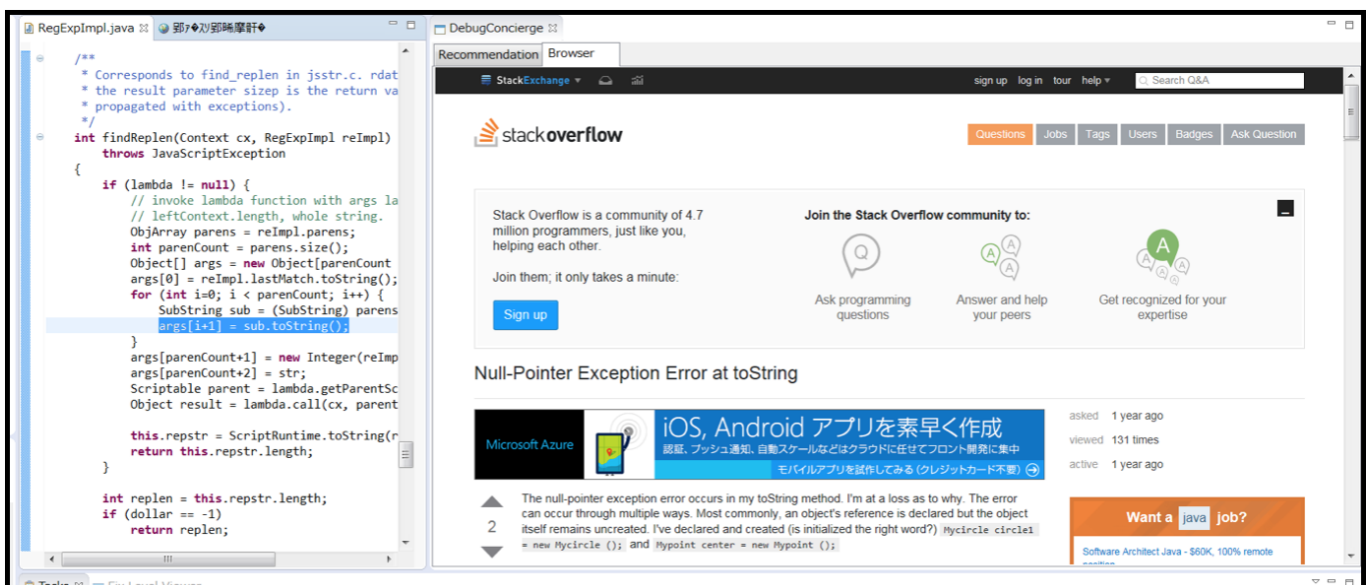 RegExpImpl.java
/**
* Corresponds to find_replen in jsstr.c. rdat
* the result parameter sizep is the return va
* propagated with exceptions).
*/
int findReplen(Context cx, RegExpImpl reImpl)
throws JavaScriptException
{
if (lambda != null) {
// invoke lambda function with args la
// leftContext.length, whole string.
ObjArray parens = reImpl.parens;
int parenCount = parens.size();
Object[] args = new Object[parenCount
args[0] = reImpl.lastMatch.toString();
for (int i=0; i < parenCount; i++) {
SubString sub = (SubString) parens
args[i+1] = sub.toString();
}
args[parenCount+1] = new Integer(reImp
args[parenCount+2] = str;
Scriptable parent = lambda.getParentSc
Object result = lambda.call(cx, parent
this.repstr = ScriptRuntime.toString(r
return this.repstr.length;
}
int replen = this.repstr.length;
if (dollar == -1)
return replen;
DebugConcierge
Recommendation Browser
StackExchange sign up log in tour help Search Q&A
stackoverflow
Questions Jobs Tags Users Badges Ask Question
Stack Overflow is a community of 4.7
million programmers, just like you,
helping each other.
Join them; it only takes a minute:
Sign up
Join the Stack Overflow community to:
Q
A
A
A
A
A
A
A
Ask programming
questions
Answer and help
your peers
Get recognized for your
expertise
Null-Pointer Exception Error at toString
Microsoft Azure
iOS, Android アプリを素早く作成
認証、プッシュ通知、自動スケールなどはクラウドに任せてフロント開発に集中
モバイルアプリを試作してみる (クレジットカード不要)
asked 1 year ago
viewed 131 times
active 1 year ago
2
The null-pointer exception error occurs in my toString method. I'm at a loss as to why. The error
can occur through multiple ways. Most commonly, an object's reference is declared but the object
itself remains uncreated. I've declared and created (is initialized the right word?) Mycircle circle1
= new Mycircle (); and Mypoint center = new Mypoint ();
Want a java job?
Software Architect Java - $60K, 100% remote
Tasks Fix Level Viewer